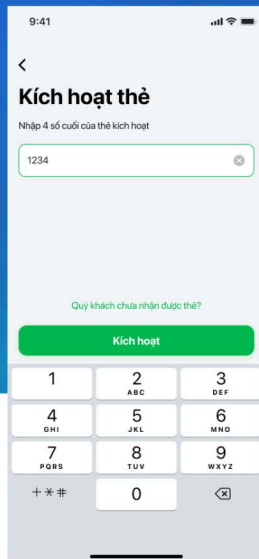 9:41
Kích hoạt thẻ
Nhập 4 số cuối của thẻ kích hoạt
1234
Quý khách chưa nhận được thẻ?
Kích hoạt
1 2 3
ABC DEF
4 5 6
GHI JKL MNO
7 8 9
PQRS TUV WXYZ
+*# 0